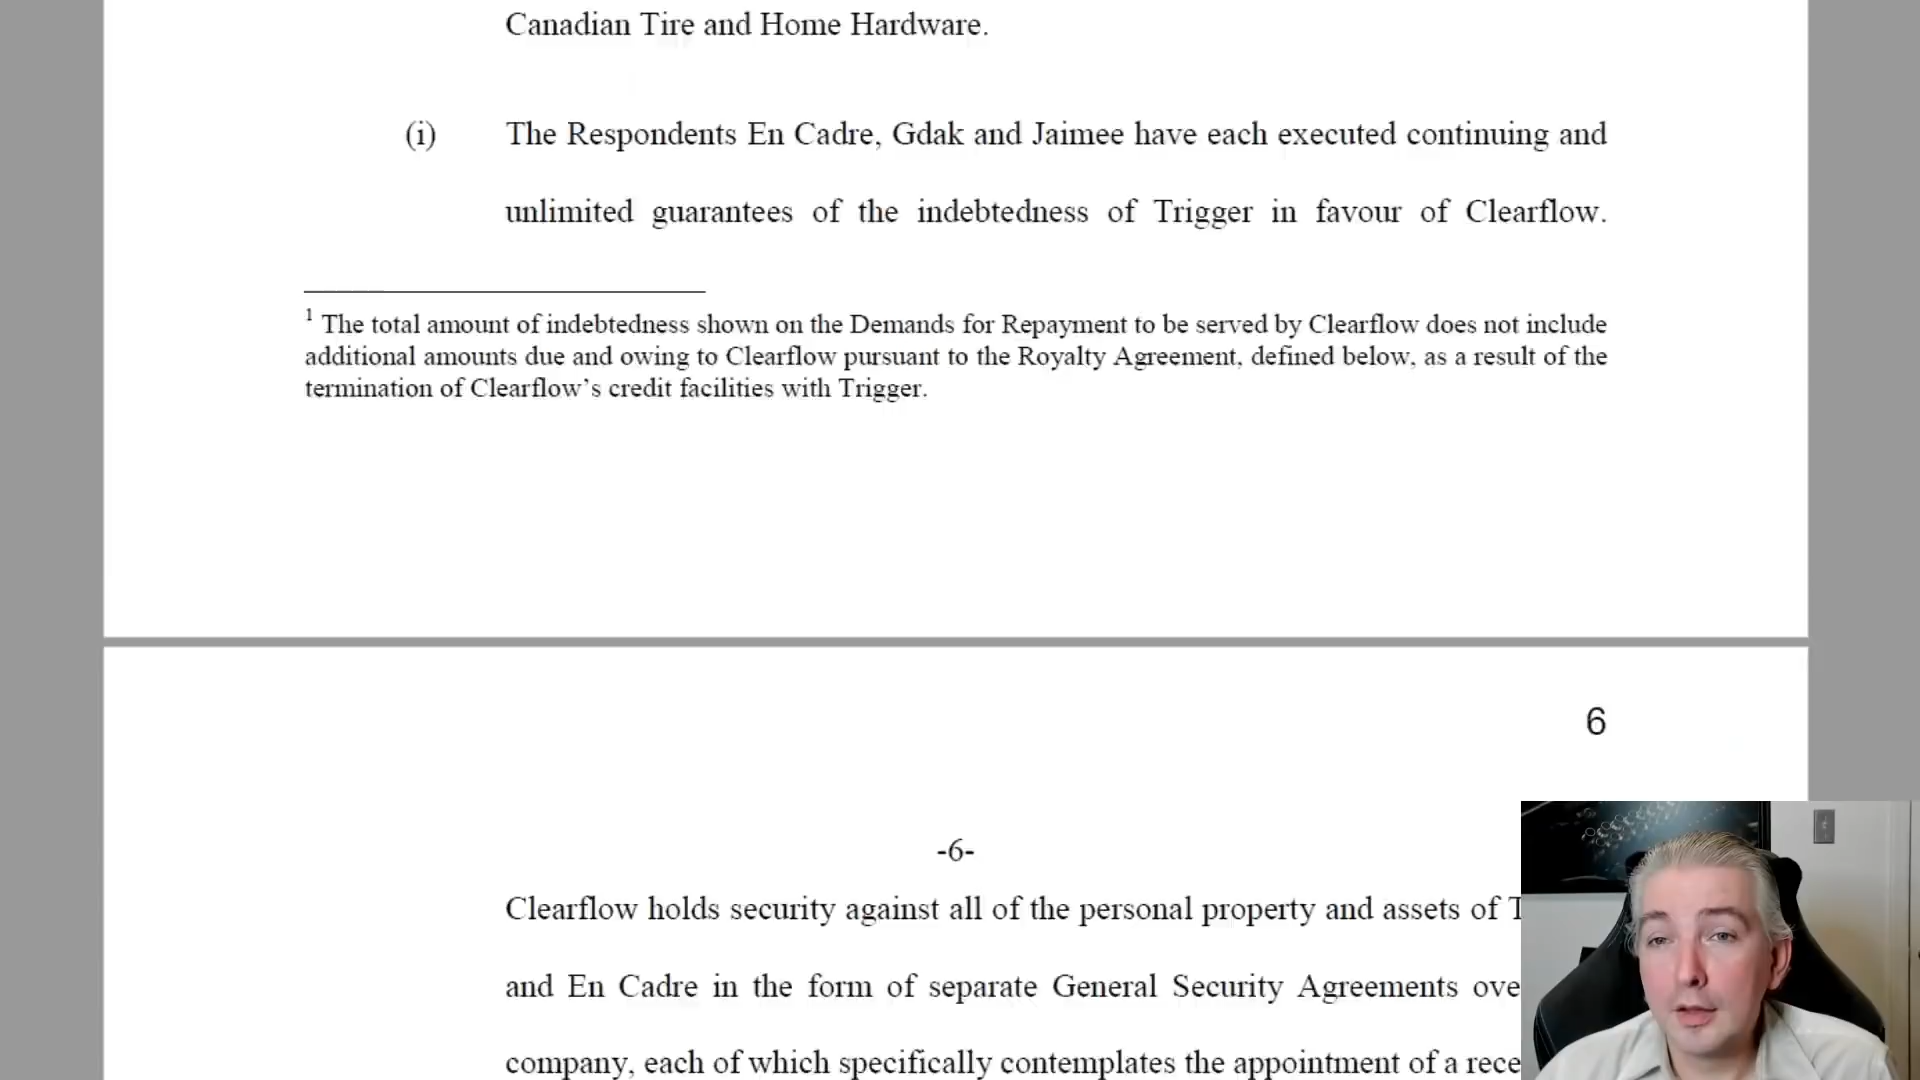 Canadian Tire and Home Hardware.
(i) The Respondents En Cadre, Gdak and Jaimee have each executed continuing and
unlimited guarantees of the indebtedness of Trigger in favour of Clearflow.
1 The total amount of indebtedness shown on the Demands for Repayment to be served by Clearflow does not include
additional amounts due and owing to Clearflow pursuant to the Royalty Agreement, defined below, as a result of the
termination of Clearflow's credit facilities with Trigger.
6
-6-
Clearflow holds security against all of the personal property and assets of
and En Cadre in the form of separate General Security Agreements
company, each of which specifically contemplates the appointment of a